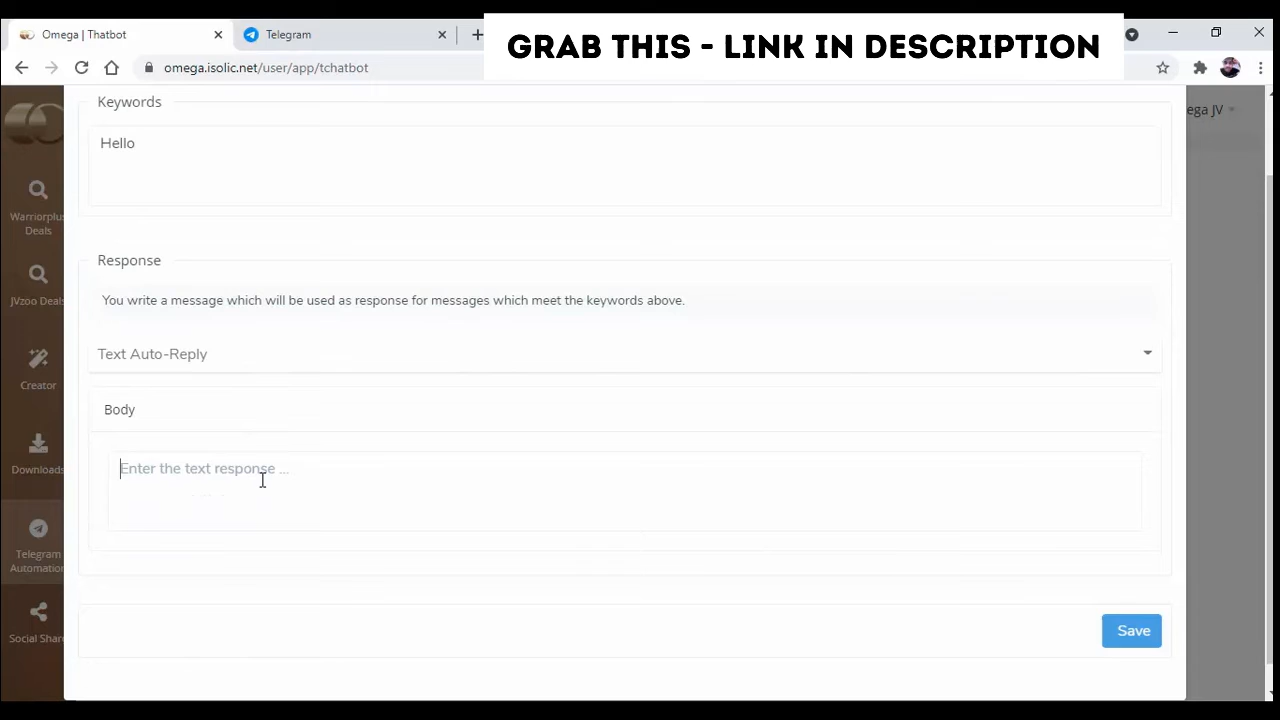 Omega | Thatbot
Telegram
GRAB THIS - LINK IN DESCRIPTION
omega.isolic.net/user/app/tchatbot
ega JV
Keywords
Hello
Warriorplus
Deals
JVzoo Deals
Creator
Downloads
Telegram
Automation
Social Share
Response
You write a message which will be used as response for messages which meet the keywords above.
Text Auto-Reply
Body
Enter the text response ...
Save